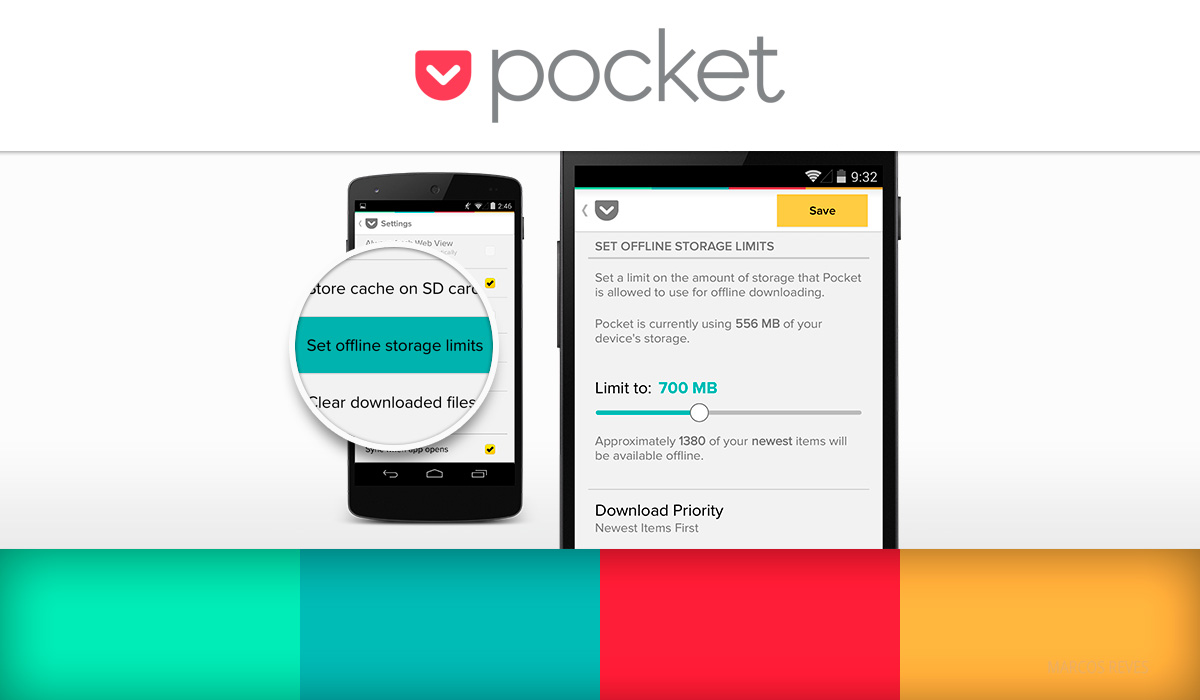 pocket
2:46
Settings
Web View
Store cache on SD card
Set offline storage limits
Clear downloaded files
Sync when app opens
9:32
Save
SET OFFLINE STORAGE LIMITS
Set a limit on the amount of storage that Pocket
is allowed to use for offline downloading.
Pocket is currently using 556 MB of your
device's storage.
Limit to: 700 MB
Approximately 1380 of your newest items will
be available offline.
Download Priority
Newest Items First